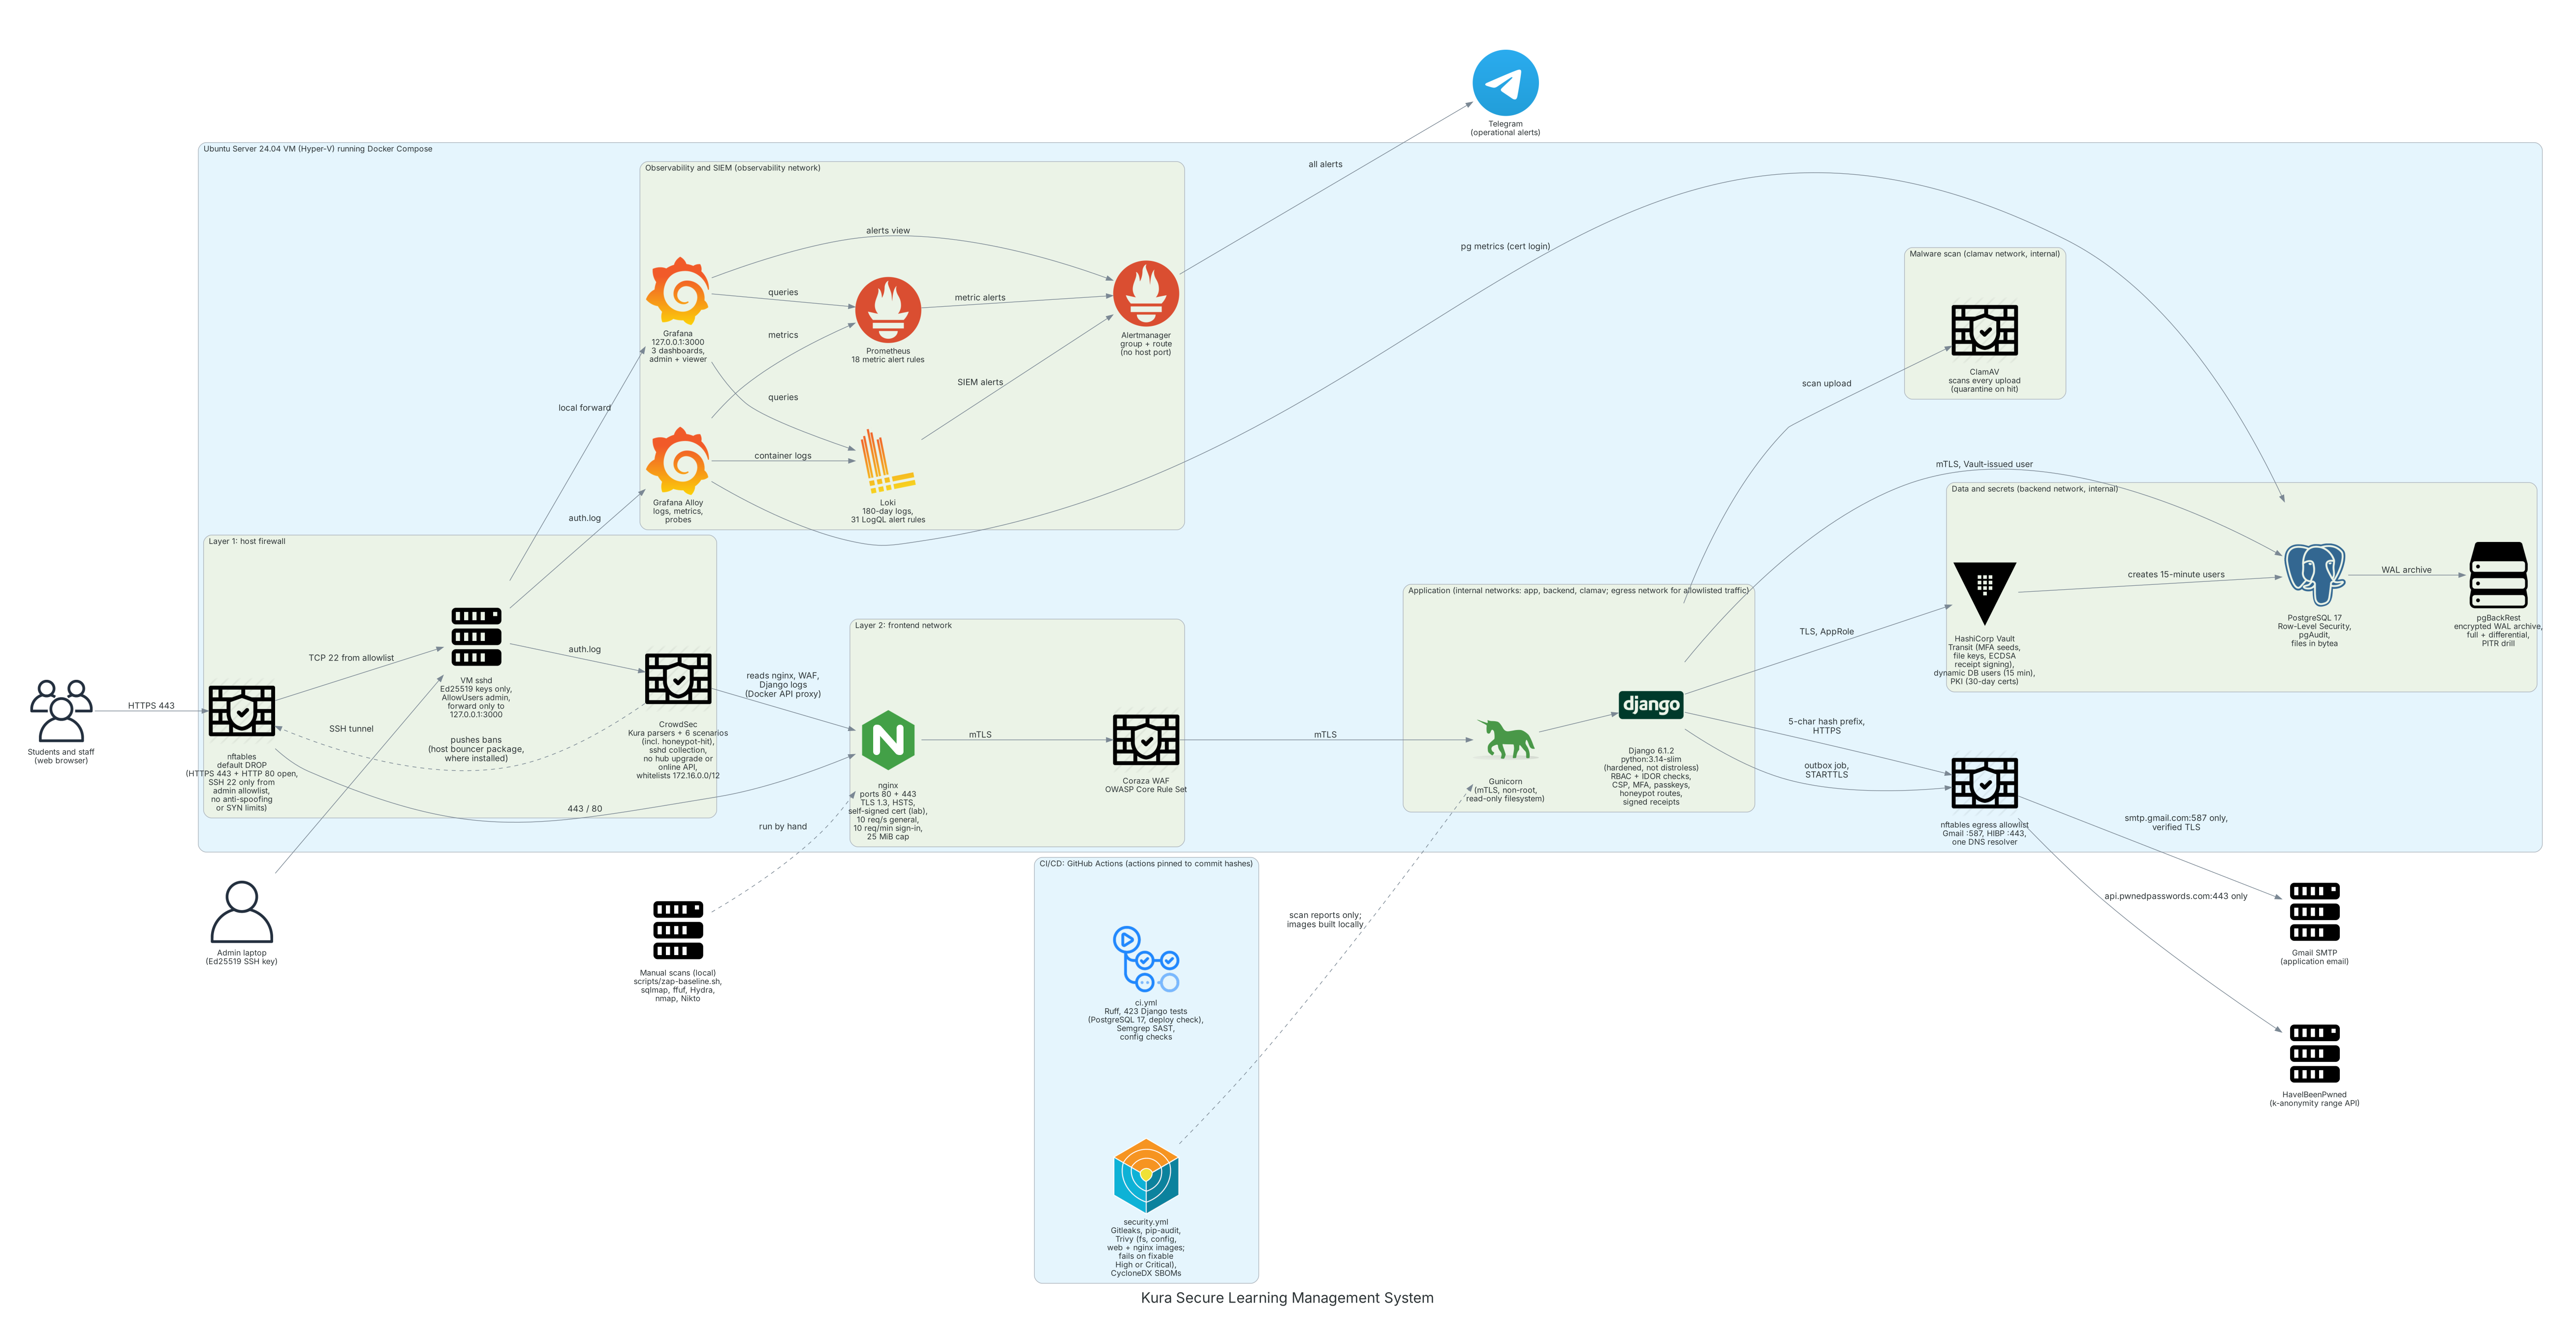 Telegram
(operational alerts)
Ubuntu Server 24.04 VM (Hyper-V) running Docker Compose
all alerts
Observability and SIEM (observability network)
alerts view
queries
metrics
metric alerts
SIEM alerts
queries
container logs
Grafana
127.0.0.1:3000
3 dashboards,
admin + viewer
Prometheus
18 metric alert rules
Alertmanager
group + route
(no host port)
Grafana Alloy
logs, metrics,
probes
Loki
180-day logs,
31 LogQL alert rules
pg metrics (cert login)
Malware scan (clamav network, internal)
ClamAV
scans every upload
(quarantine on hit)
scan upload
local forward
auth.log
mTLS, Vault-issued user
Data and secrets (backend network, internal)
creates 15-minute users
WAL archive
HashiCorp Vault
Transit (MFA seeds,
file keys, ECDSA
receipt signing),
dynamic DB users (15 min),
PKI (30-day certs)
PostgreSQL 17
Row-Level Security,
pgAudit,
files in bytea
pgBackRest
encrypted WAL archive,
full + differential,
PITR drill
Layer 1: host firewall
TCP 22 from allowlist
auth.log
VM sshd
Ed25519 keys only,
AllowUsers admin,
forward only to
127.0.0.1:3000
SSH tunnel
pushes bans
(host bouncer package,
where installed)
nftables
default DROP
(HTTPS 443 + HTTP 80 open,
SSH 22 only from
admin allowlist,
no anti-spoofing
or SYN limits)
CrowdSec
Kura parsers + 6 scenarios
(incl. honeypot-hit),
sshd collection,
no hub upgrade or
online API,
whitelists 172.16.0.0/12
443 / 80
HTTPS 443
Students and staff
(web browser)
reads nginx, WAF,
Django logs
(Docker API proxy)
run by hand
Layer 2: frontend network
mTLS
nginx
ports 80 + 443
TLS 1.3, HSTS,
self-signed cert (lab),
10 req/s general,
10 req/min sign-in,
25 MiB cap
Coraza WAF
OWASP Core Rule Set
mTLS
Application (internal networks: app, backend, clamav; egress network for allowlisted traffic)
django
Gunicorn
(mTLS, non-root,
read-only filesystem)
Django 6.1.2
python:3.14-slim
(hardened, not distroless)
RBAC + IDOR checks,
CSP, MFA, passkeys,
honeypot routes,
signed receipts
TLS, AppRole
5-char hash prefix,
HTTPS
outbox job,
STARTTLS
nftables egress allowlist
Gmail :587, HIBP :443,
one DNS resolver
smtp.gmail.com:587 only,
verified TLS
api.pwnedpasswords.com:443 only
Gmail SMTP
(application email)
HaveIBeenPwned
(k-anonymity range API)
Admin laptop
(Ed25519 SSH key)
Manual scans (local)
scripts/zap-baseline.sh,
sqlmap, ffuf, Hydra,
nmap, Nikto
CI/CD: GitHub Actions (actions pinned to commit hashes)
ci.yml
Ruff, 423 Django tests
(PostgreSQL 17, deploy check),
Semgrep SAST,
config checks
scan reports only;
images built locally
security.yml
Gitleaks, pip-audit,
Trivy (fs, config,
web + nginx images;
fails on fixable
High or Critical),
CycloneDX SBOMs
Kura Secure Learning Management System